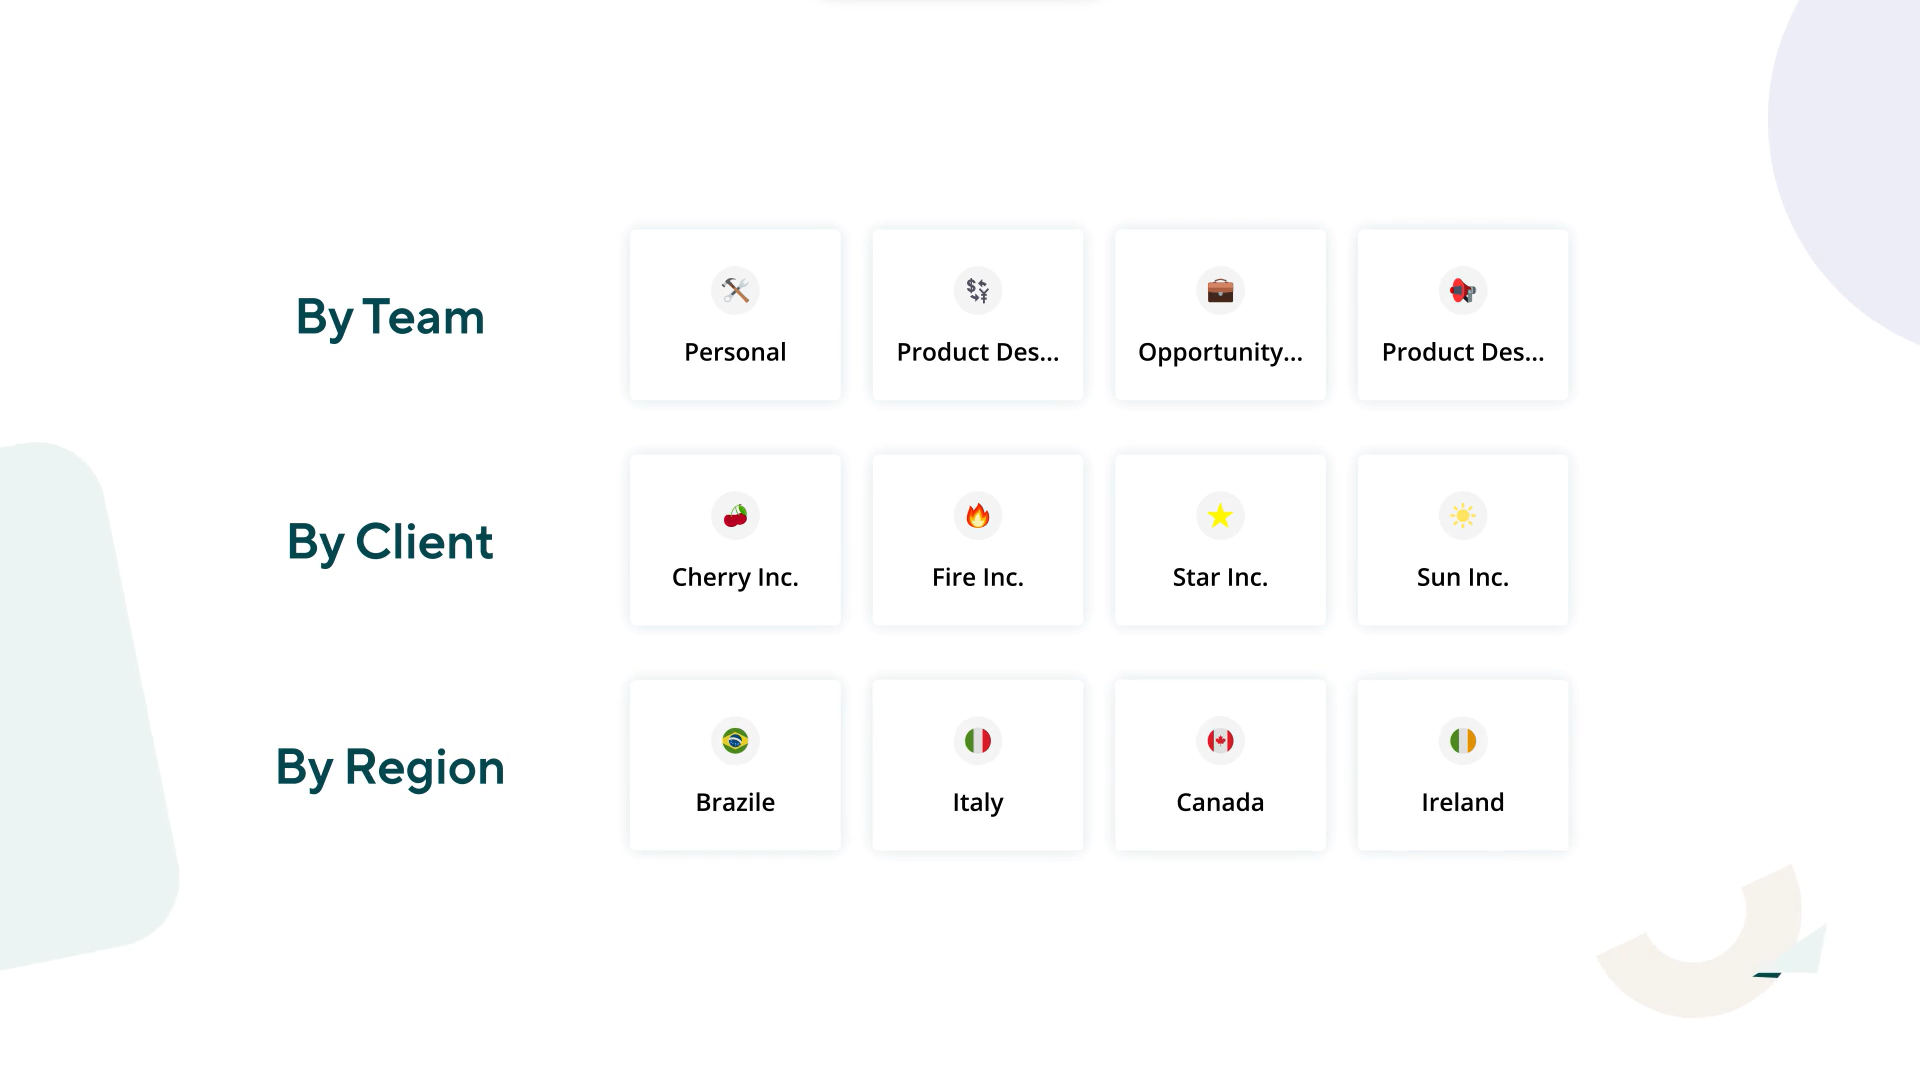 By Team
Personal
Product Des...
Opportunity...
Product Des...
By Client
Cherry Inc.
Fire Inc.
Star Inc.
Sun Inc.
By Region
Brazile
Italy
Canada
Ireland